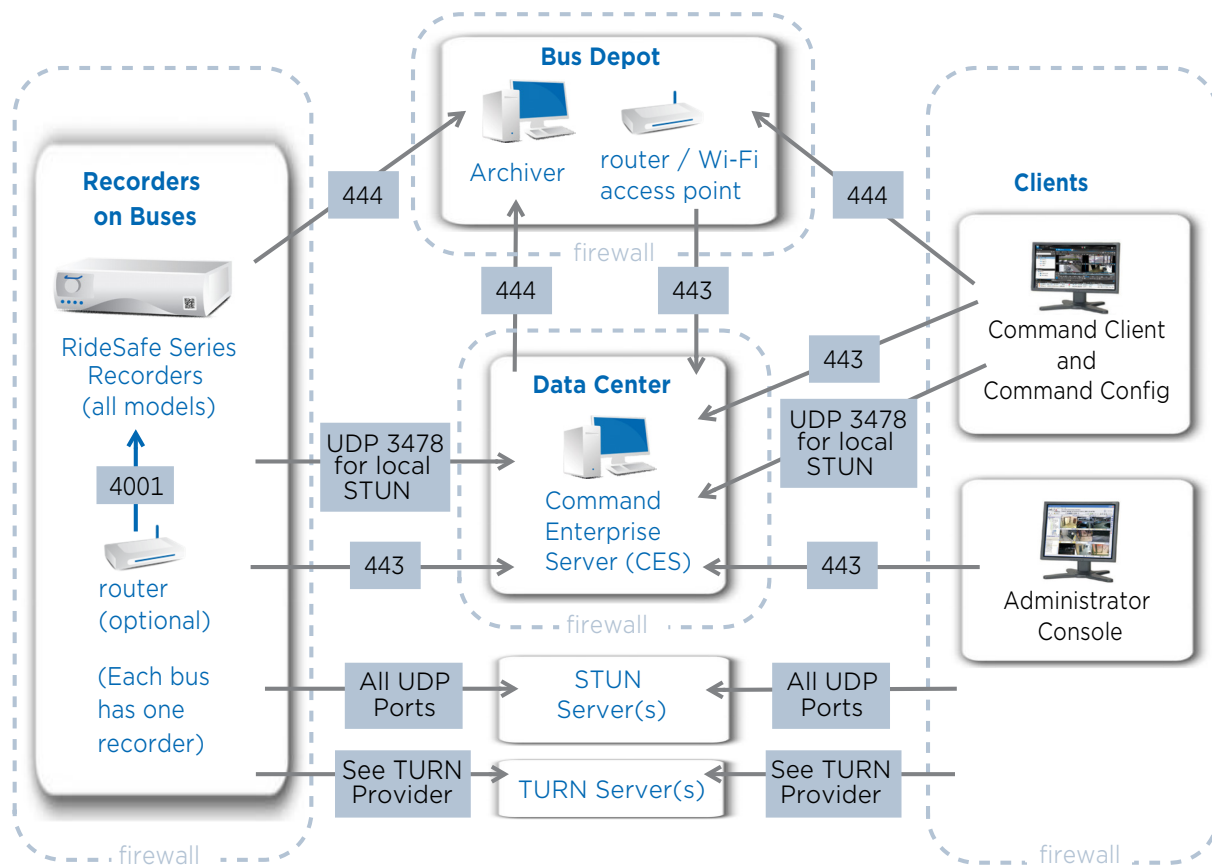 Bus Depot
Archiver
router / Wi-Fi
access point
firewall
Recorders
on Buses
RideSafe Series
Recorders
(all models)
4001
router
(optional)
(Each bus
has one
recorder)
firewall
444
444
443
444
Clients
Command Client
and
Command Config
Administrator
Console
firewall
Data Center
Command
Enterprise
Server (CES)
firewall
UDP 3478
for local
STUN
443
443
UDP 3478
for local
STUN
443
All UDP
Ports
STUN
Server(s)
All UDP
Ports
See TURN
Provider
TURN Server(s)
See TURN
Provider